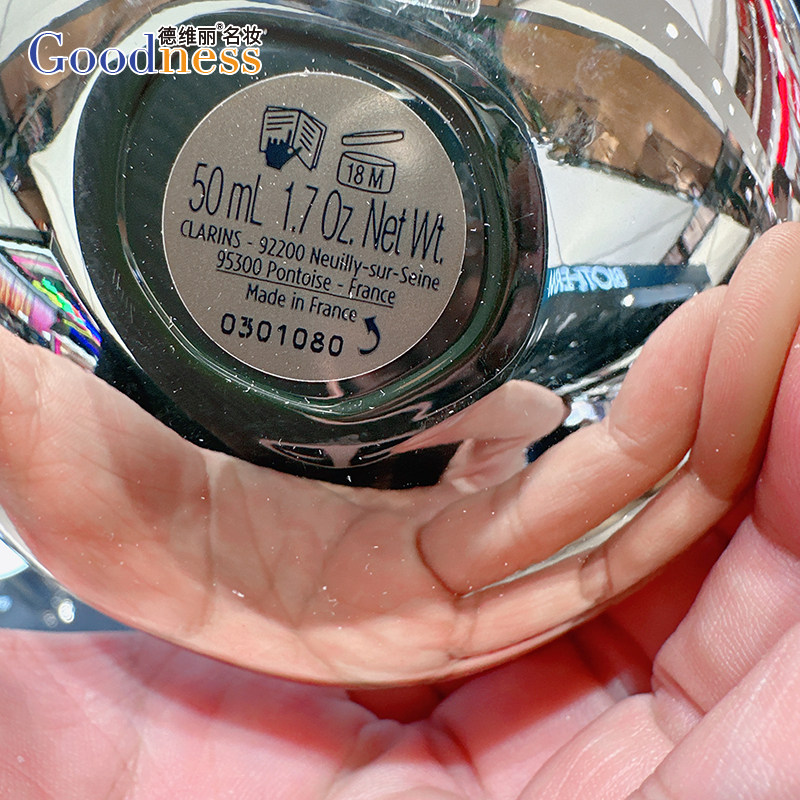 德维丽®名妆
Goodness
18 M
50 mL 1.7 Oz. Net Wt.
CLARINS - 92200 Neuilly-sur-Seine
95300 Pontoise - France
Made in France
0301080